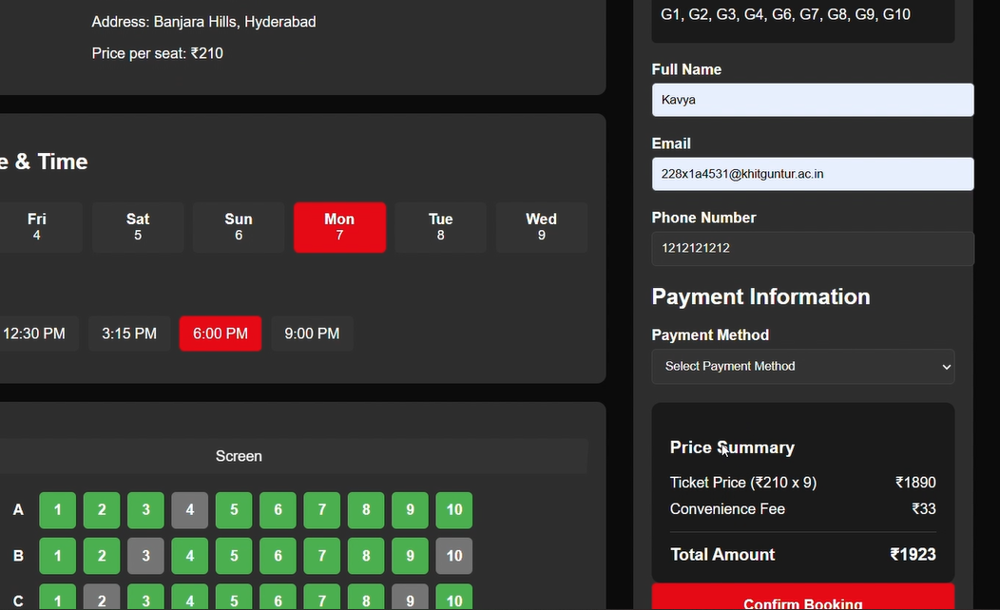 Address: Banjara Hills, Hyderabad
Price per seat: ₹210
e & Time
Fri
4
Sat
5
Sun
6
Mon
7
Tue
8
Wed
9
12:30 PM
3:15 PM
6:00 PM
9:00 PM
Screen
A 1 2 3 4 5 6 7 8 9 10
B 1 2 3 4 5 6 7 8 9 10
C 1 2 3 4 5 6 7 8 9 10
G1, G2, G3, G4, G6, G7, G8, G9, G10
Full Name
Kavya
Email
228x1a4531@khitguntur.ac.in
Phone Number
1212121212
Payment Information
Payment Method
Select Payment Method
Price Summary
Ticket Price (₹210 x 9) ₹1890
Convenience Fee ₹33
Total Amount ₹1923
Confirm Booking